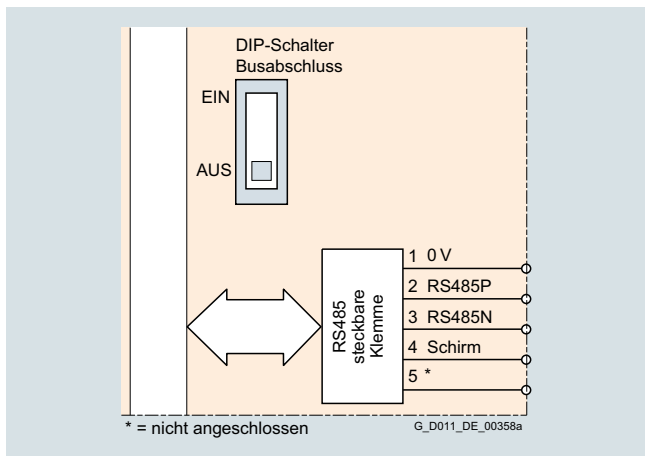 DIP-Schalter
Busabschluss
EIN
AUS
RS485
steckbare
Klemme
1 0 V
2 RS485P
3 RS485N
4 Schirm
5 *
* = nicht angeschlossen
G_D011_DE_00358a